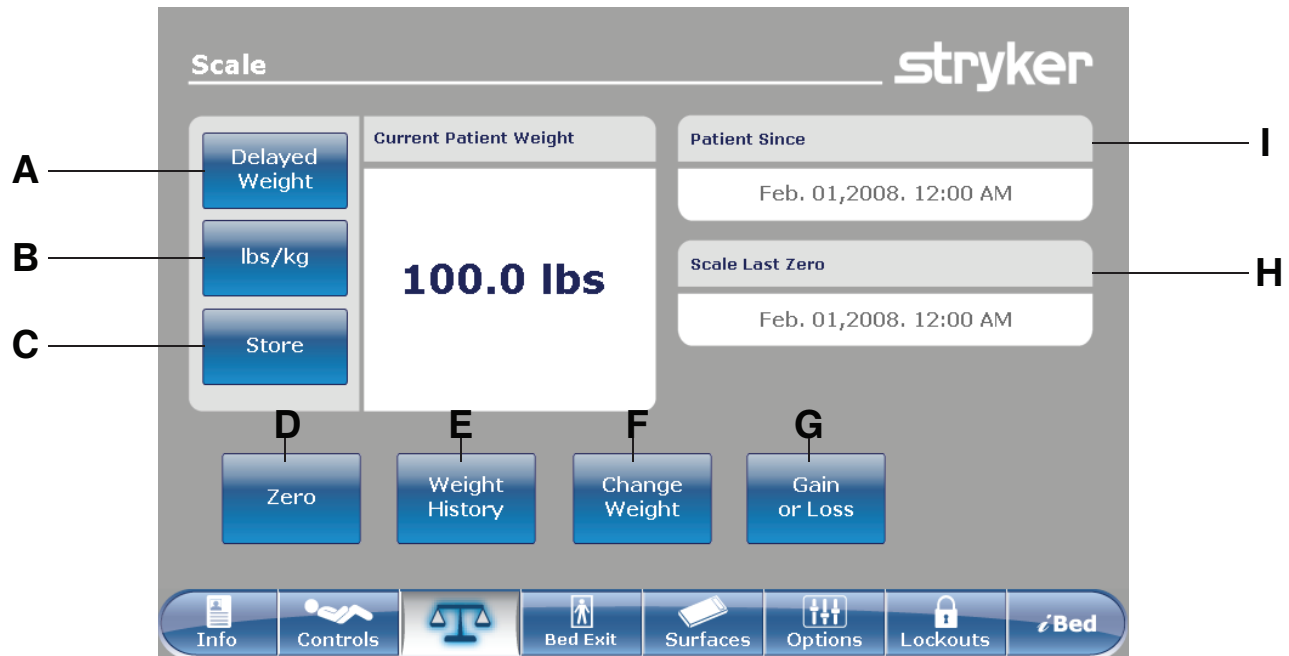 Scale
stryker
A
Delayed
Weight
B
lbs/kg
C
Store
Current Patient Weight
100.0 lbs
Patient Since
I
Feb. 01,2008. 12:00 AM
Scale Last Zero
H
Feb. 01,2008. 12:00 AM
D
E
F
G
Zero
Weight
History
Change
Weight
Gain
or Loss
Info
Controls
Bed Exit
Surfaces
Options
Lockouts
iBed